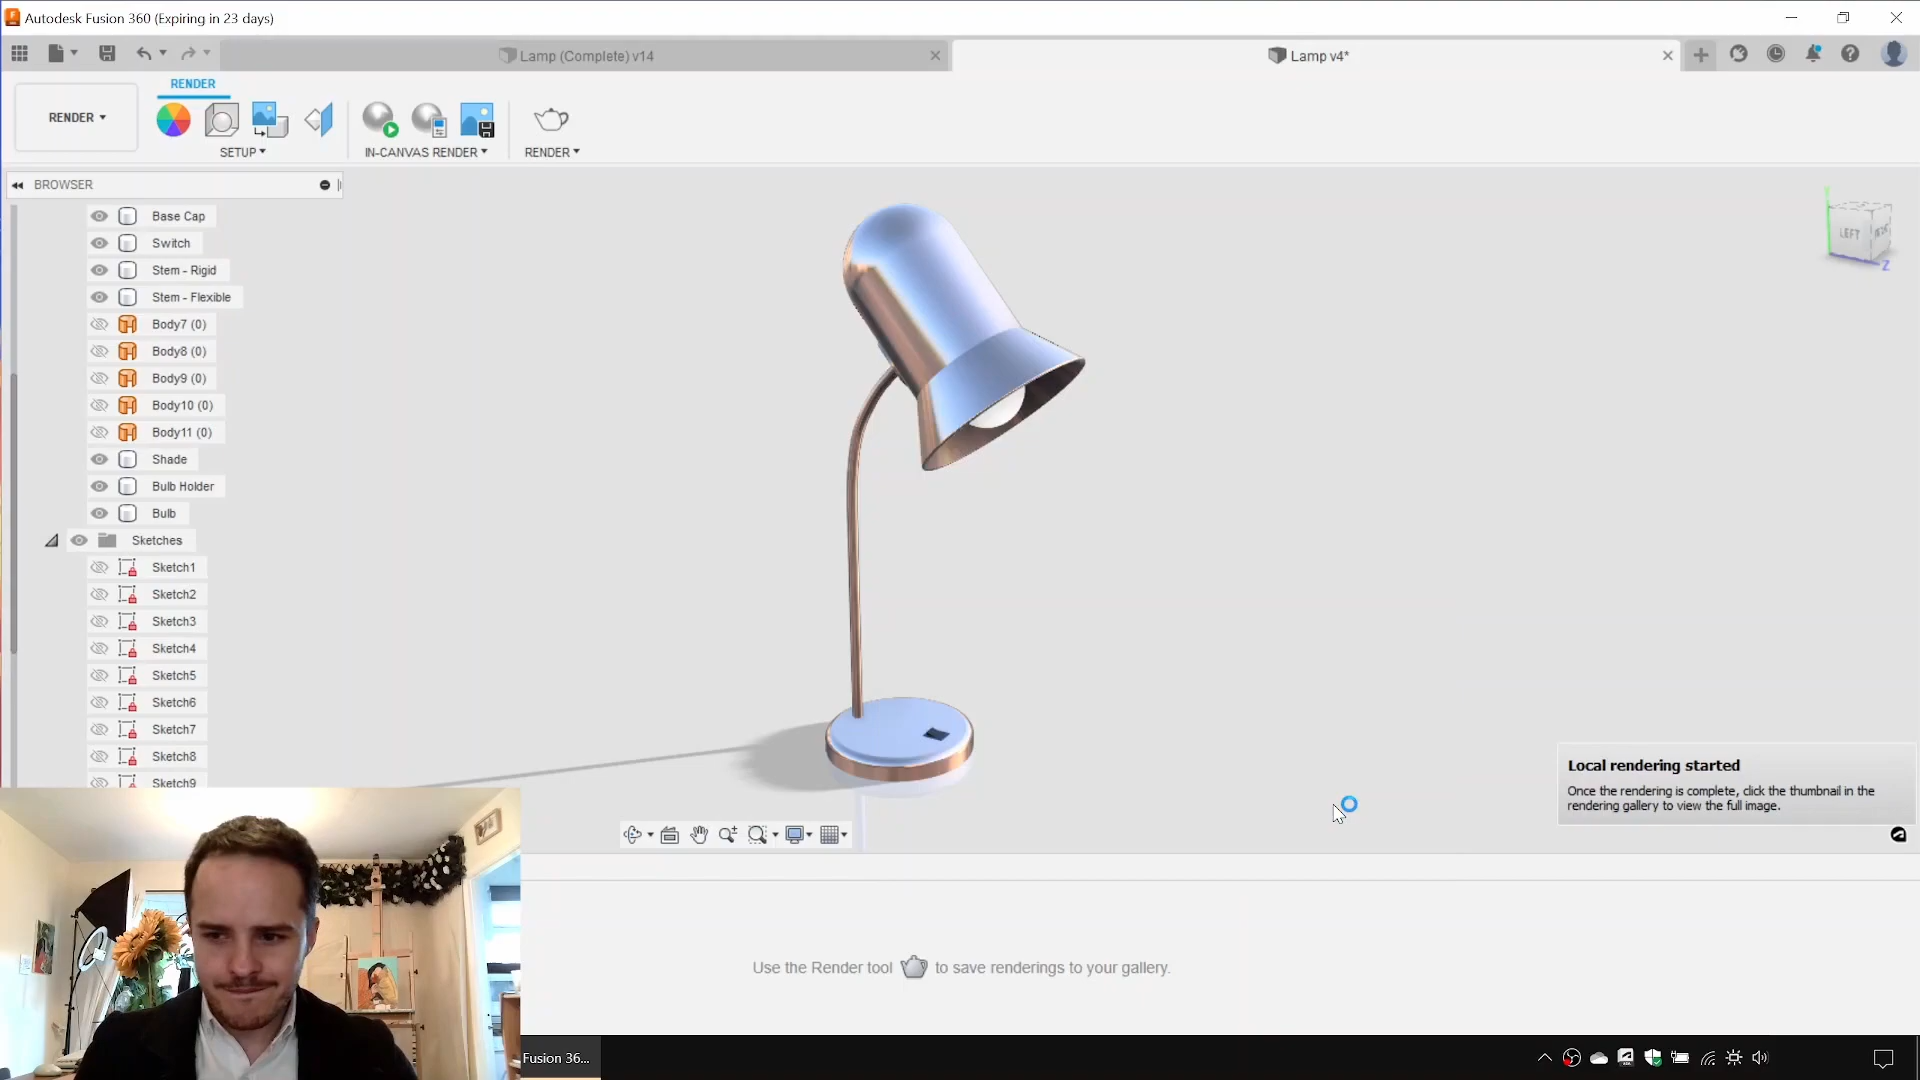 Autodesk Fusion 360 (Expiring in 23 days)
Lamp (Complete) v14
Lamp v4*
RENDER
RENDER
SETUP
IN-CANVAS RENDER
RENDER
BROWSER
Base Cap
Switch
Stem - Rigid
Stem - Flexible
Body7 (0)
Body8 (0)
Body9 (0)
Body10 (0)
Body11 (0)
Shade
Bulb Holder
Bulb
Sketches
Sketch1
Sketch2
Sketch3
Sketch4
Sketch5
Sketch6
Sketch7
Sketch8
Sketch9
LEFT
Z
Local rendering started
Once the rendering is complete, click the thumbnail in the
rendering gallery to view the full image.
Use the Render tool to save renderings to your gallery.
Fusion 36...